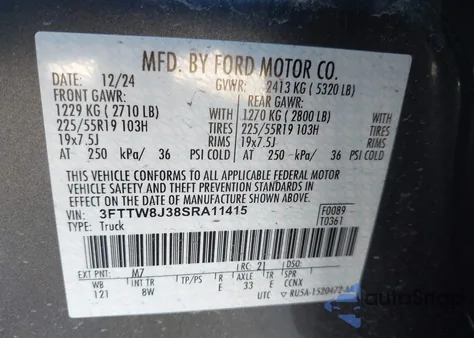 MFD. BY FORD MOTOR CO.
DATE: 12/24 GVWR: 2413 KG ( 5320 LB)
FRONT GAWR: REAR GAWR:
1229 KG ( 2710 LB) 1270 KG ( 2800 LB)
225/55R19 103H TIRES 225/55R19 103H TIRES
19x7.5J RIMS 19x7.5J RIMS
AT 250 kPa/ 36 PSI COLD AT 250 kPa/ 36 PSI COLD
THIS VEHICLE CONFORMS TO ALL APPLICABLE FEDERAL MOTOR
VEHICLE SAFETY AND THEFT PREVENTION STANDARDS IN
EFFECT ON THE DATE OF MANUFACTURE SHOWN ABOVE.
VIN: 3FTTW8J38SRA11415 F0089
TYPE: Truck T0361
EXT PNT: M7 RC: 21 DSO:
WB INT TR TP/PS R AXLE TR SPR
121 8W E 33 E CCNX
UTC